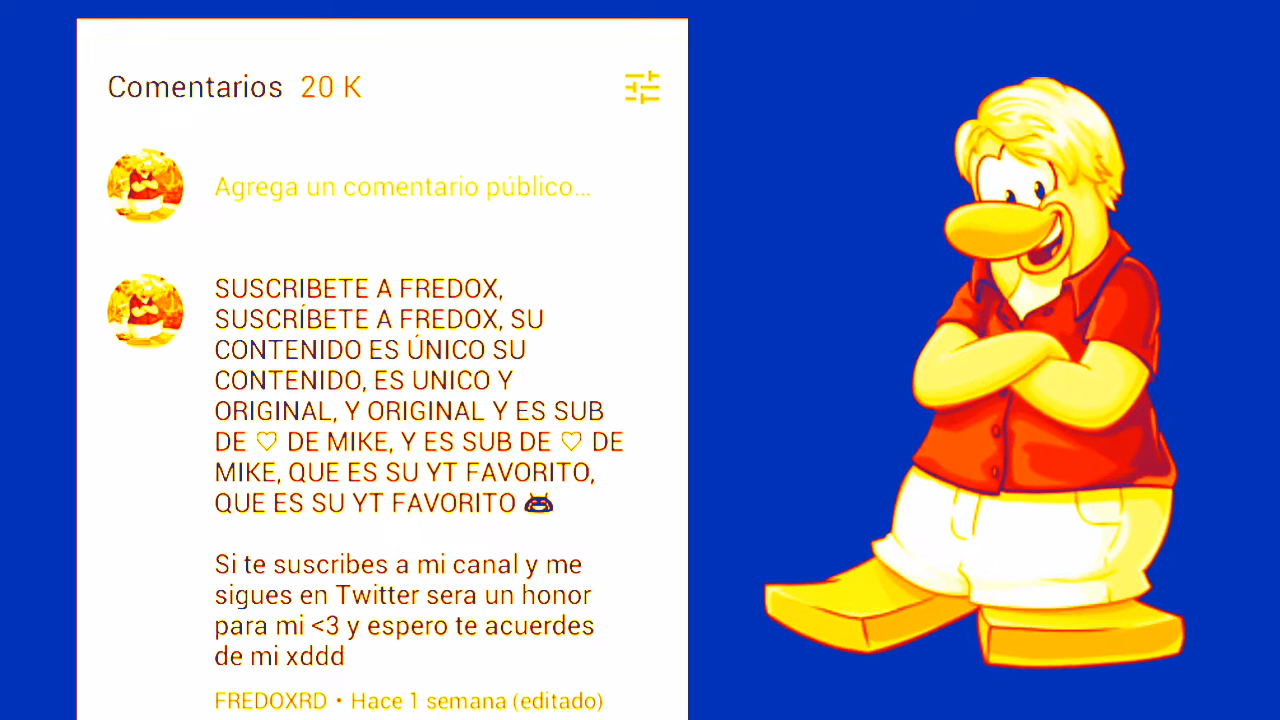 Comentarios 20 K
Agrega un comentario público...
SUSCRIBETE A FREDOX,
SUSCRÍBETE A FREDOX, SU
CONTENIDO ES ÚNICO SU
CONTENIDO, ES UNICO Y
ORIGINAL, Y ORIGINAL Y ES SUB
DE ♡ DE MIKE, Y ES SUB DE ♡ DE
MIKE, QUE ES SU YT FAVORITO,
QUE ES SU YT FAVORITO
Si te suscribes a mi canal y me
sigues en Twitter sera un honor
para mi <3 y espero te acuerdes
de mi xddd
FREDOXRD • Hace 1 semana (editado)